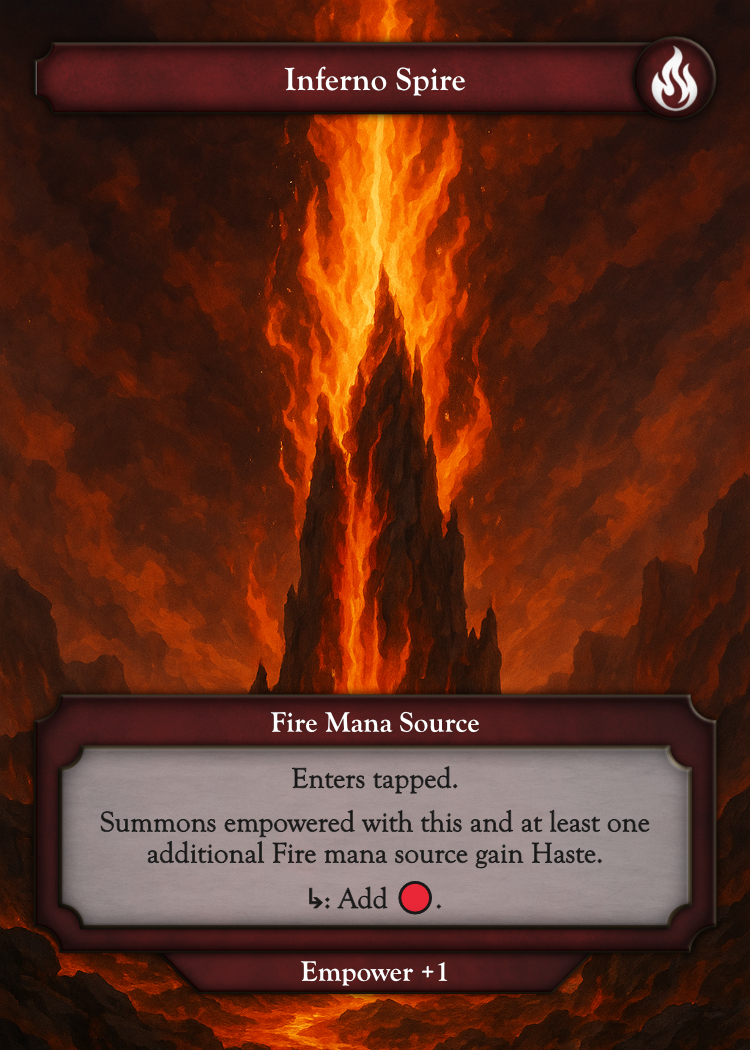 Inferno Spire
Fire Mana Source
Enters tapped.
Summons empowered with this and at least one
additional Fire mana source gain Haste.
↳: Add 🔴.
Empower +1